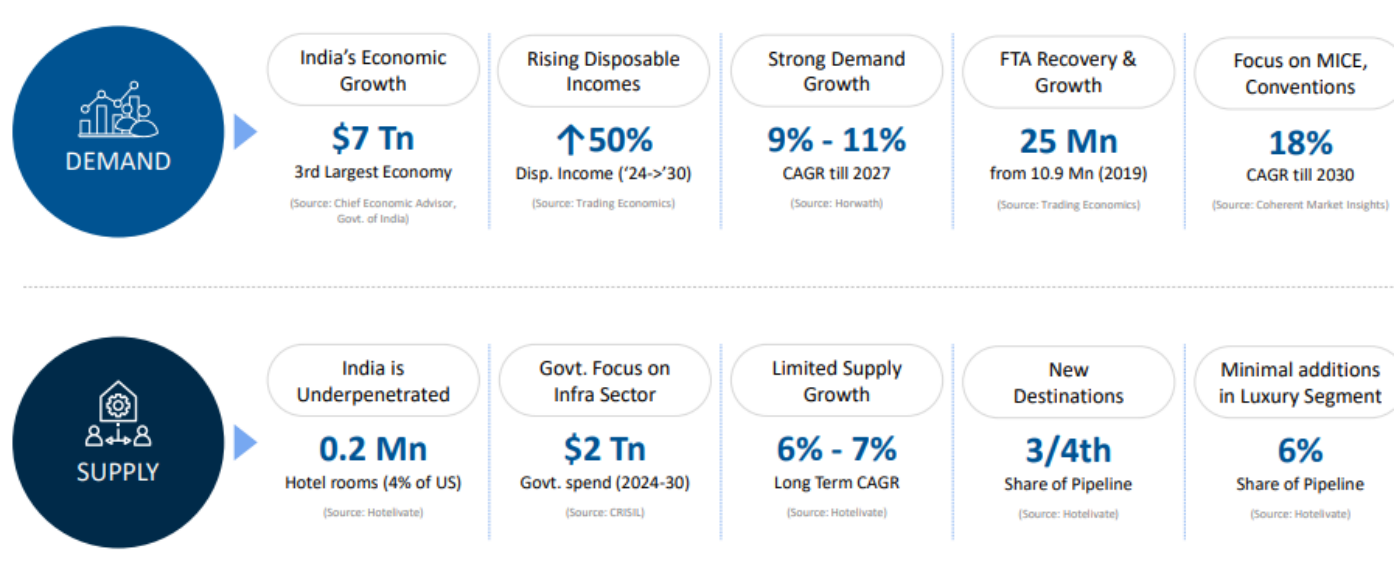 DEMAND
India's Economic
Growth
$7 Tn
3rd Largest Economy
(Source: Chief Economic Advisor,
Govt. of India)
Rising Disposable
Incomes
↑50%
Disp. Income ('24->'30)
(Source: Trading Economics)
Strong Demand
Growth
9% - 11%
CAGR till 2027
(Source: Horwath)
FTA Recovery &
Growth
25 Mn
from 10.9 Mn (2019)
(Source: Trading Economics)
Focus on MICE,
Conventions
18%
CAGR till 2030
(Source: Coherent Market Insights)
SUPPLY
India is
Underpenetrated
0.2 Mn
Hotel rooms (4% of US)
(Source: Hotelivate)
Govt. Focus on
Infra Sector
$2 Tn
Govt. spend (2024-30)
(Source: CRISIL)
Limited Supply
Growth
6% - 7%
Long Term CAGR
(Source: Hotelivate)
New
Destinations
3/4th
Share of Pipeline
(Source: Hotelivate)
Minimal additions
in Luxury Segment
6%
Share of Pipeline
(Source: Hotelivate)